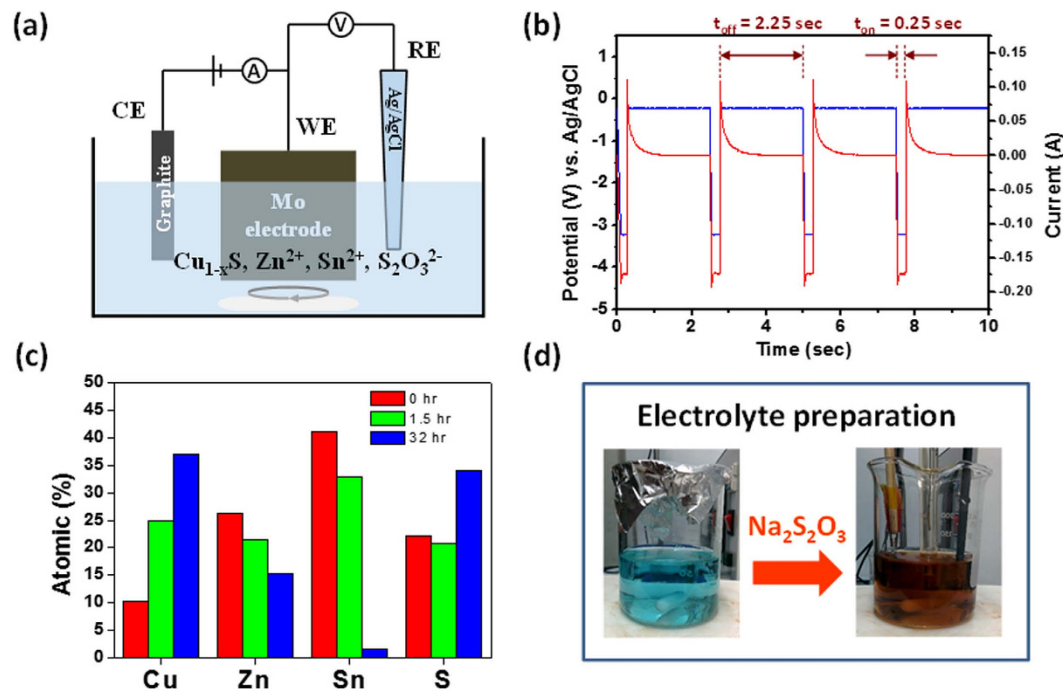 (a)
V
RE
A
CE
WE
Ag/AgCl
Graphite
Mo
electrode
Cu1-xS, Zn2+, Sn2+, S2O32-
(b)
toff = 2.25 sec
ton = 0.25 sec
1
0
-1
-2
-3
-4
-5
Potential (V) vs. Ag/AgCl
0.15
0.10
0.05
0.00
-0.05
-0.10
-0.15
-0.20
Current (A)
0 2 4 6 8 10
Time (sec)
(c)
50
45
40
35
30
25
20
15
10
5
0
Atomic (%)
0 hr
1.5 hr
32 hr
Cu Zn Sn S
(d)
Electrolyte preparation
Na2S2O3